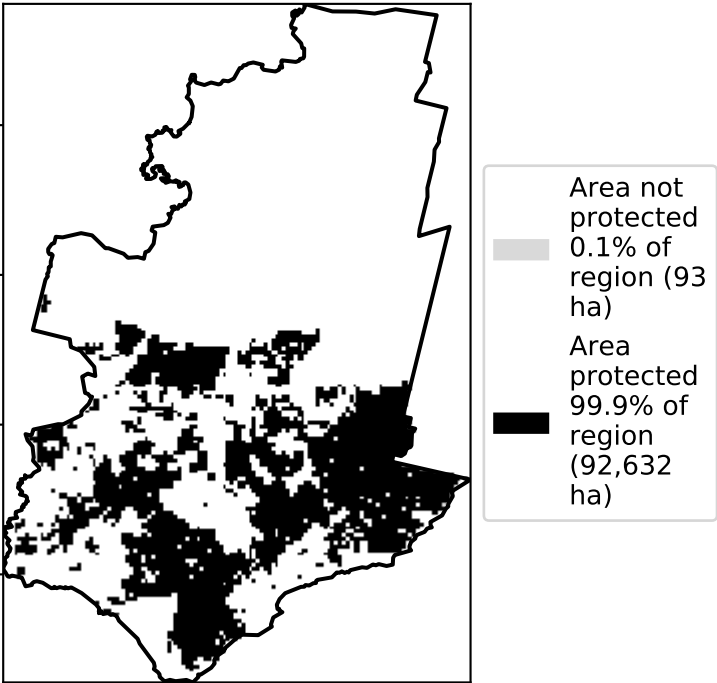 Area not
protected
0.1% of
region (93
ha)
Area
protected
99.9% of
region
(92,632
ha)